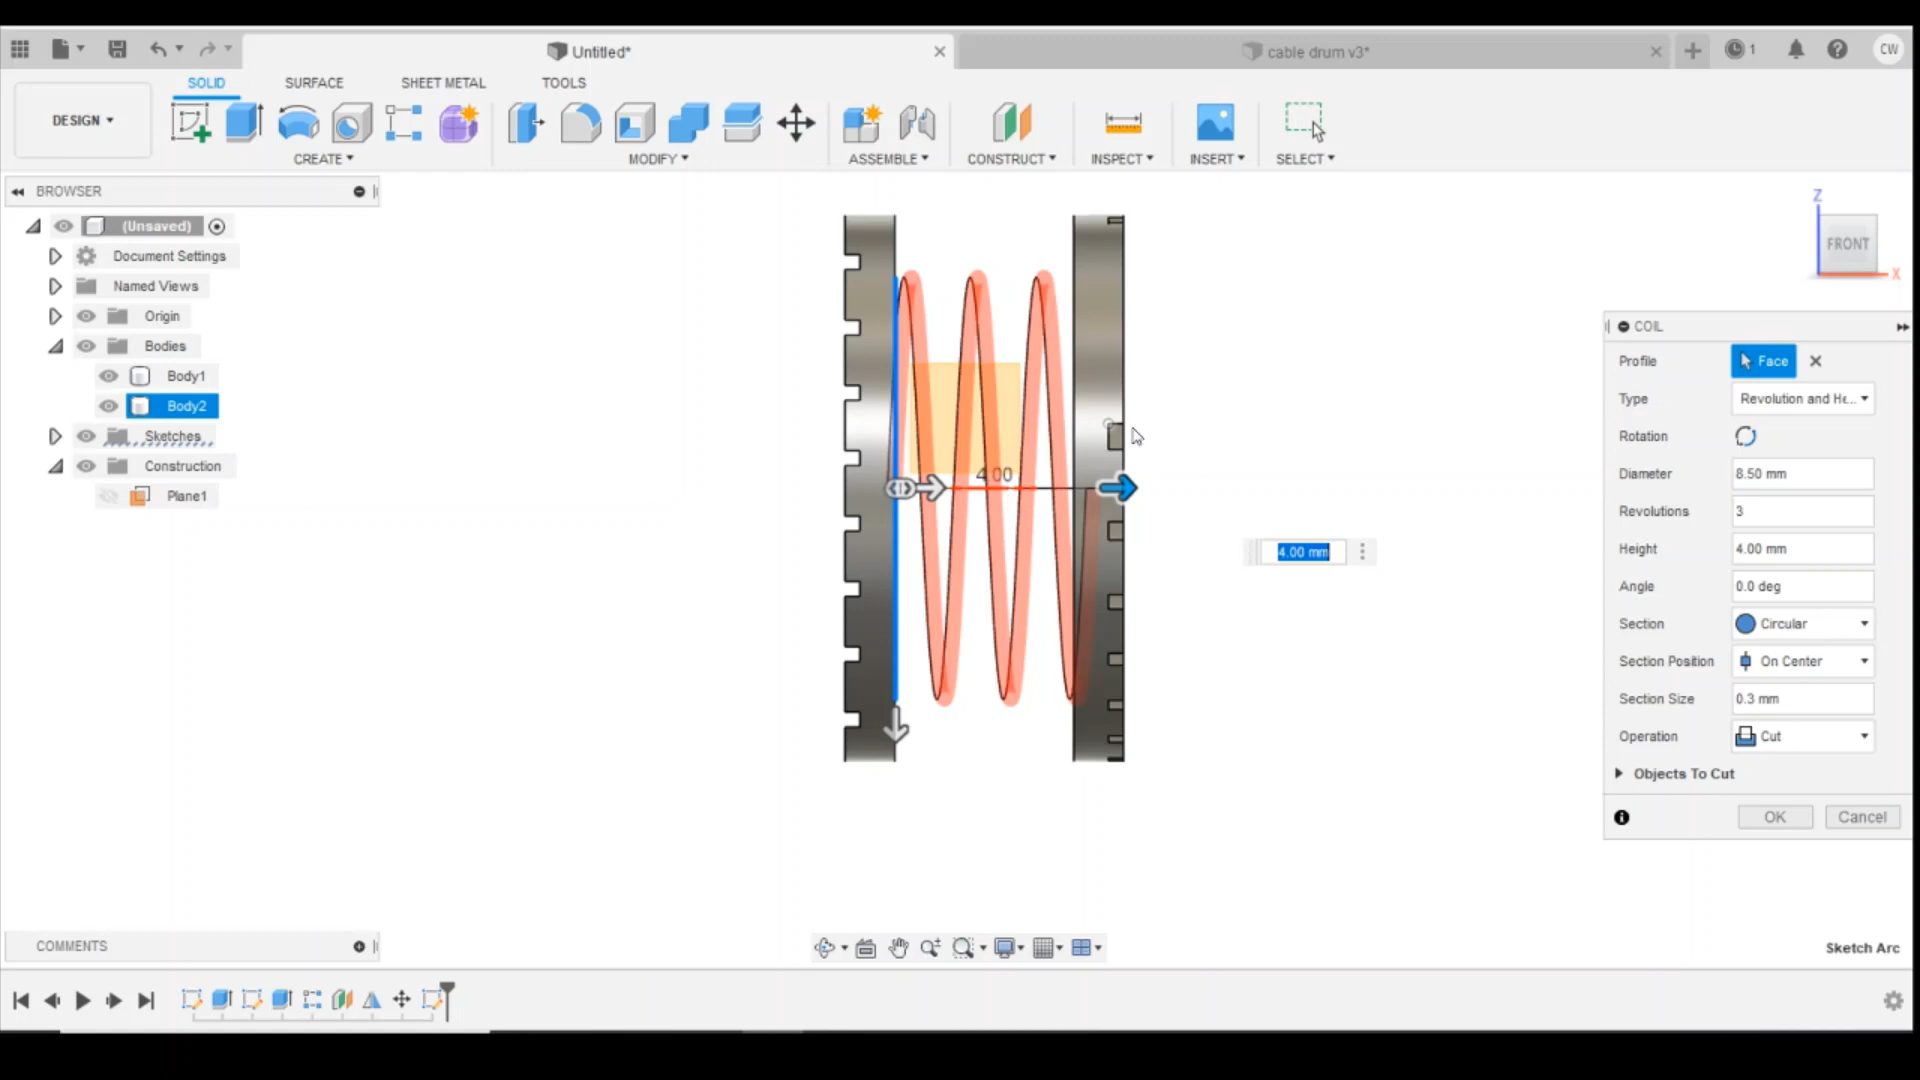 Untitled*
cable drum v3*
1
CW
DESIGN
SOLID
SURFACE
SHEET METAL
TOOLS
CREATE
MODIFY
ASSEMBLE
CONSTRUCT
INSPECT
INSERT
SELECT
BROWSER
(Unsaved)
Document Settings
Named Views
Origin
Bodies
Body1
Body2
Sketches
Construction
Plane1
4.00
4.00 mm
Z
FRONT
X
COIL
Profile Face
Type Revolution and He...
Rotation
Diameter 8.50 mm
Revolutions 3
Height 4.00 mm
Angle 0.0 deg
Section Circular
Section Position On Center
Section Size 0.3 mm
Operation Cut
Objects To Cut
OK Cancel
COMMENTS
Sketch Arc